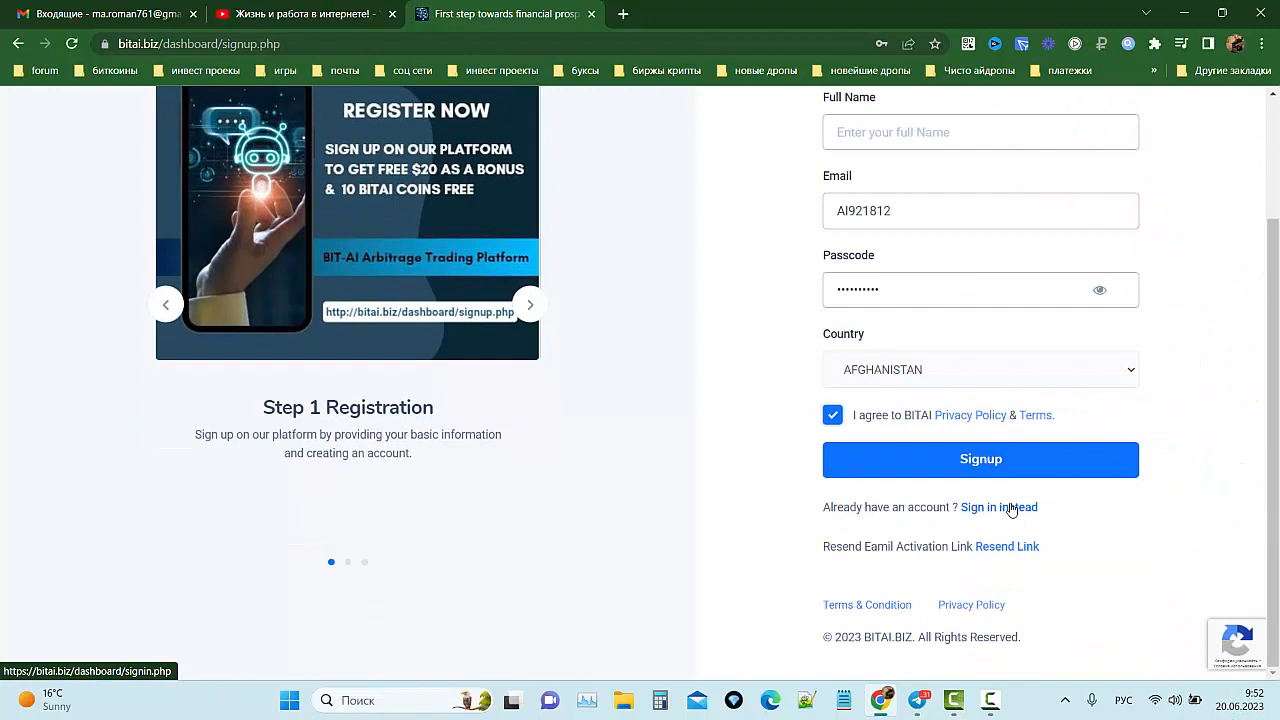 Входящие - ma.roman761@gma
Жизнь и работа в интернете! -
First step towards financial prosp
bitai.biz/dashboard/signup.php
forum
биткоины
инвест проекты
игры
почты
соц сети
инвест проекты
буксы
биржы крипты
новые дропы
новейшие дропы
Чисто айдропы
платежки
»
Другие закладки
REGISTER NOW
SIGN UP ON OUR PLATFORM
TO GET FREE $20 AS A BONUS
& 10 BITAI COINS FREE
BIT-AI Arbitrage Trading Platform
http://bitai.biz/dashboard/signup.php
Step 1 Registration
Sign up on our platform by providing your basic information
and creating an account.
Full Name
Enter your full Name
Email
AI921812
Passcode
••••••••••
Country
AFGHANISTAN
I agree to BITAI Privacy Policy & Terms.
Signup
Already have an account ? Sign in instead
Resend Eamil Activation Link Resend Link
Terms & Condition
Privacy Policy
© 2023 BITAI.BIZ. All Rights Reserved.
https://bitai.biz/dashboard/signin.php
16°C
Sunny
Поиск
31
РУС
9:52
20.06.2023